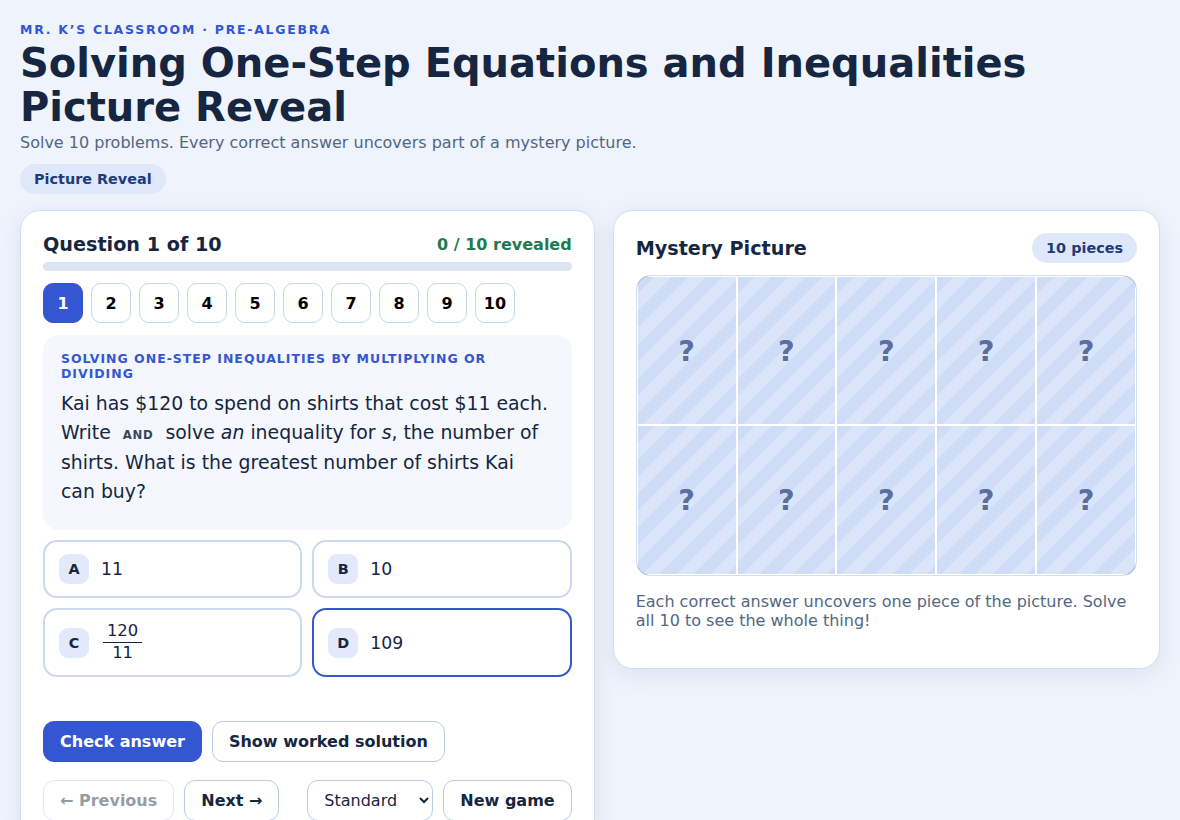 MR. K’S CLASSROOM · PRE-ALGEBRA
Solving One-Step Equations and Inequalities
Picture Reveal
Solve 10 problems. Every correct answer uncovers part of a mystery picture.
Picture Reveal
Question 1 of 10
0 / 10 revealed
1 2 3 4 5 6 7 8 9 10
SOLVING ONE-STEP INEQUALITIES BY MULTIPLYING OR
DIVIDING
Kai has $120 to spend on shirts that cost $11 each.
Write AND solve an inequality for s, the number of
shirts. What is the greatest number of shirts Kai
can buy?
A 11
B 10
C 120/11
D 109
Check answer
Show worked solution
← Previous
Next →
Standard
New game
Mystery Picture
10 pieces
? ? ? ? ?
? ? ? ? ?
Each correct answer uncovers one piece of the picture. Solve
all 10 to see the whole thing!